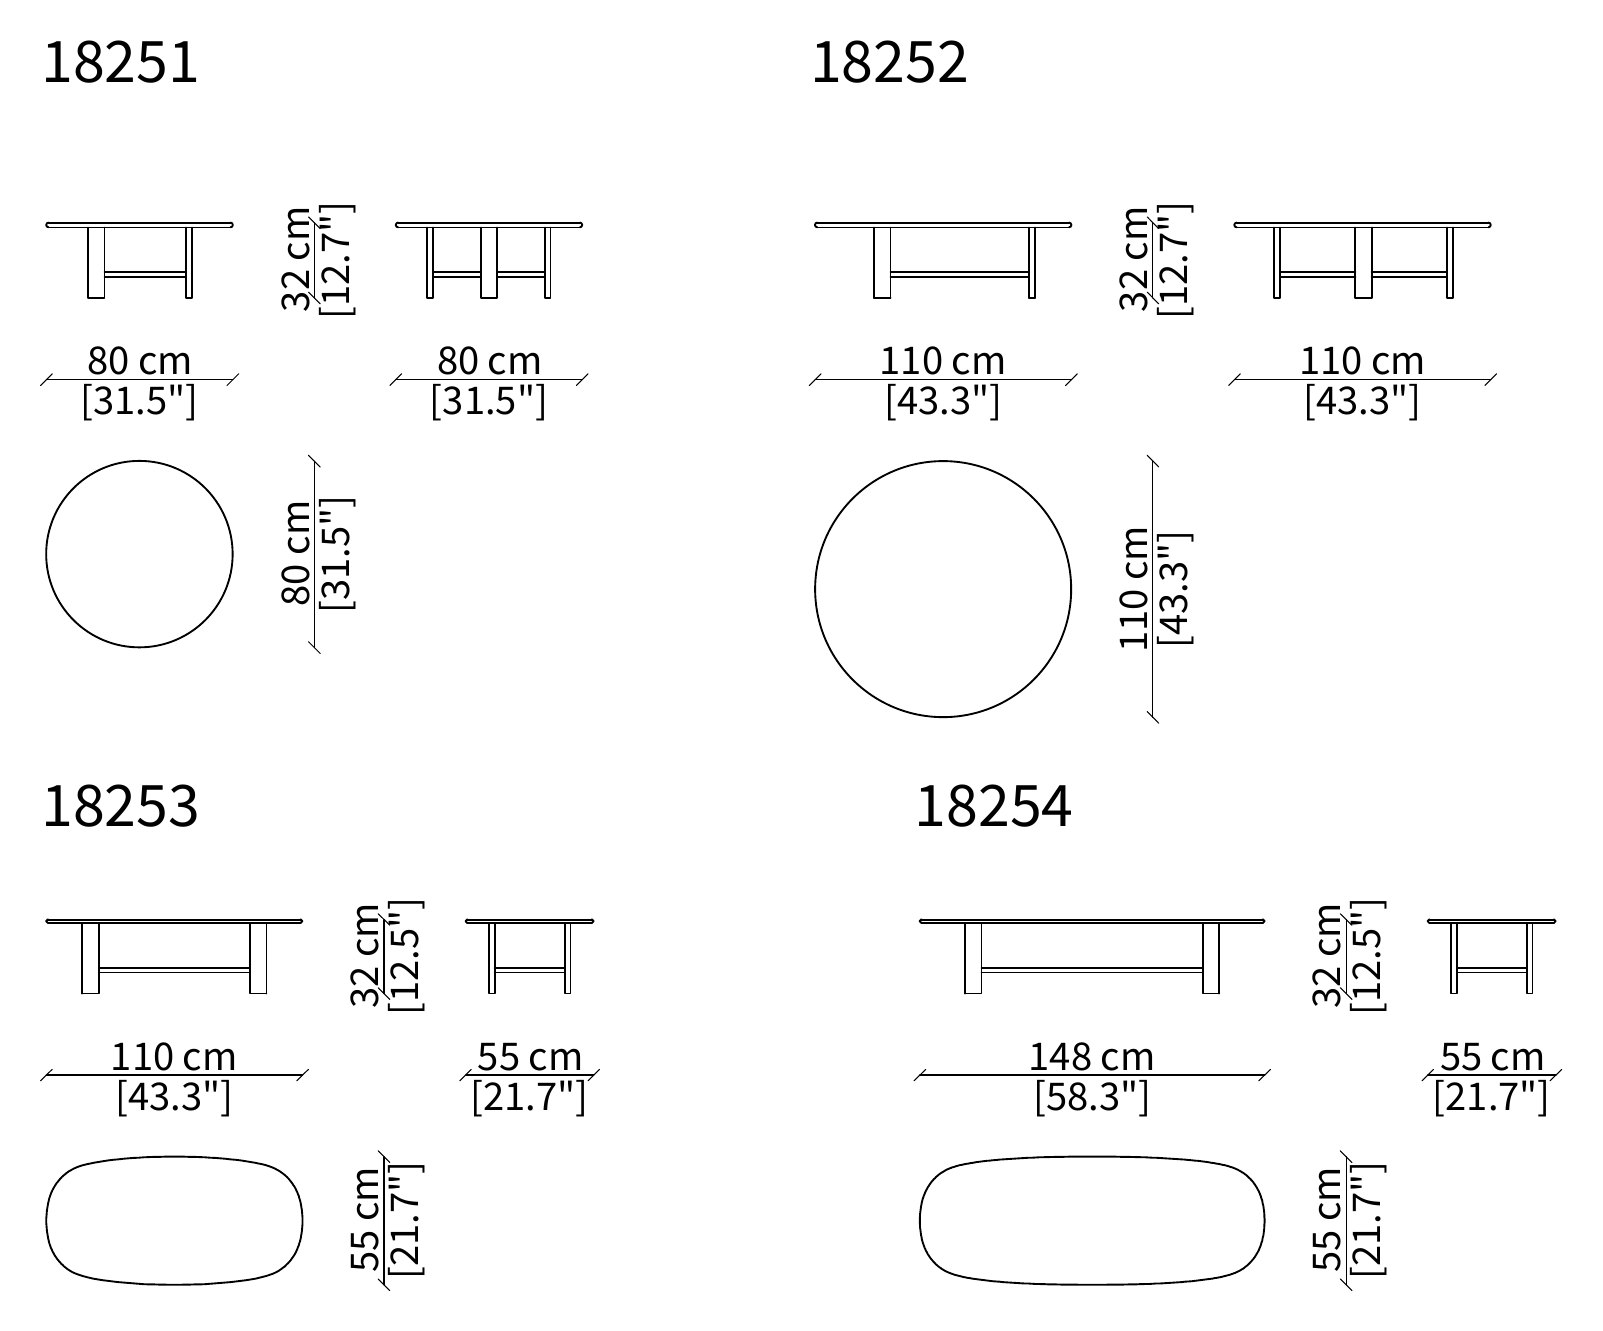 18251
32 cm
[12.7"]
80 cm
[31.5"]
80 cm
[31.5"]
80 cm
[31.5"]
18252
32 cm
[12.7"]
110 cm
[43.3"]
110 cm
[43.3"]
110 cm
[43.3"]
18253
32 cm
[12.5"]
110 cm
[43.3"]
55 cm
[21.7"]
55 cm
[21.7"]
18254
32 cm
[12.5"]
148 cm
[58.3"]
55 cm
[21.7"]
55 cm
[21.7"]